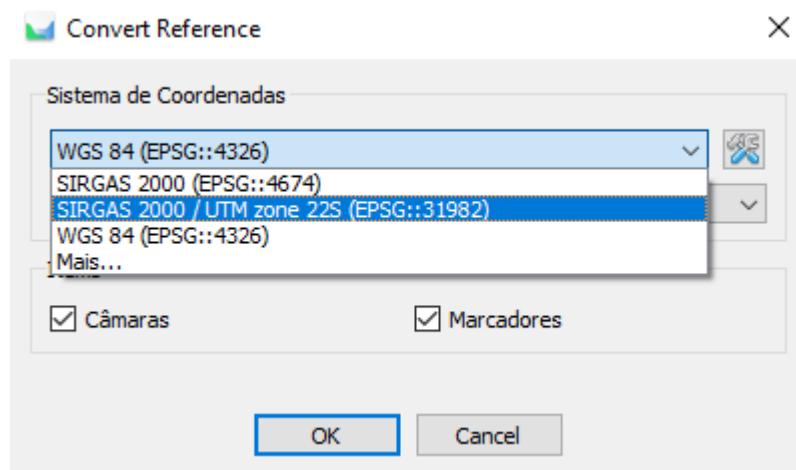 Convert Reference
Sistema de Coordenadas
WGS 84 (EPSG::4326)
SIRGAS 2000 (EPSG::4674)
SIRGAS 2000 / UTM zone 22S (EPSG::31982)
WGS 84 (EPSG::4326)
Mais...
Câmaras
Marcadores
OK
Cancel